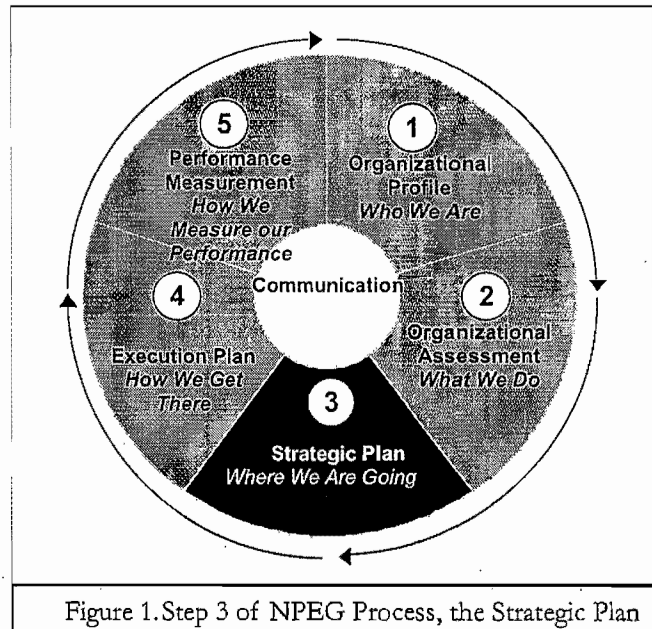 1
Organizational
Profile
Who We Are
2
Organizational
Assessment
What We Do
3
Strategic Plan
Where We Are Going
4
Execution Plan
How We Get
There
5
Performance
Measurement
How We
Measure our
Performance
Communication
Figure 1. Step 3 of NPEG Process, the Strategic Plan